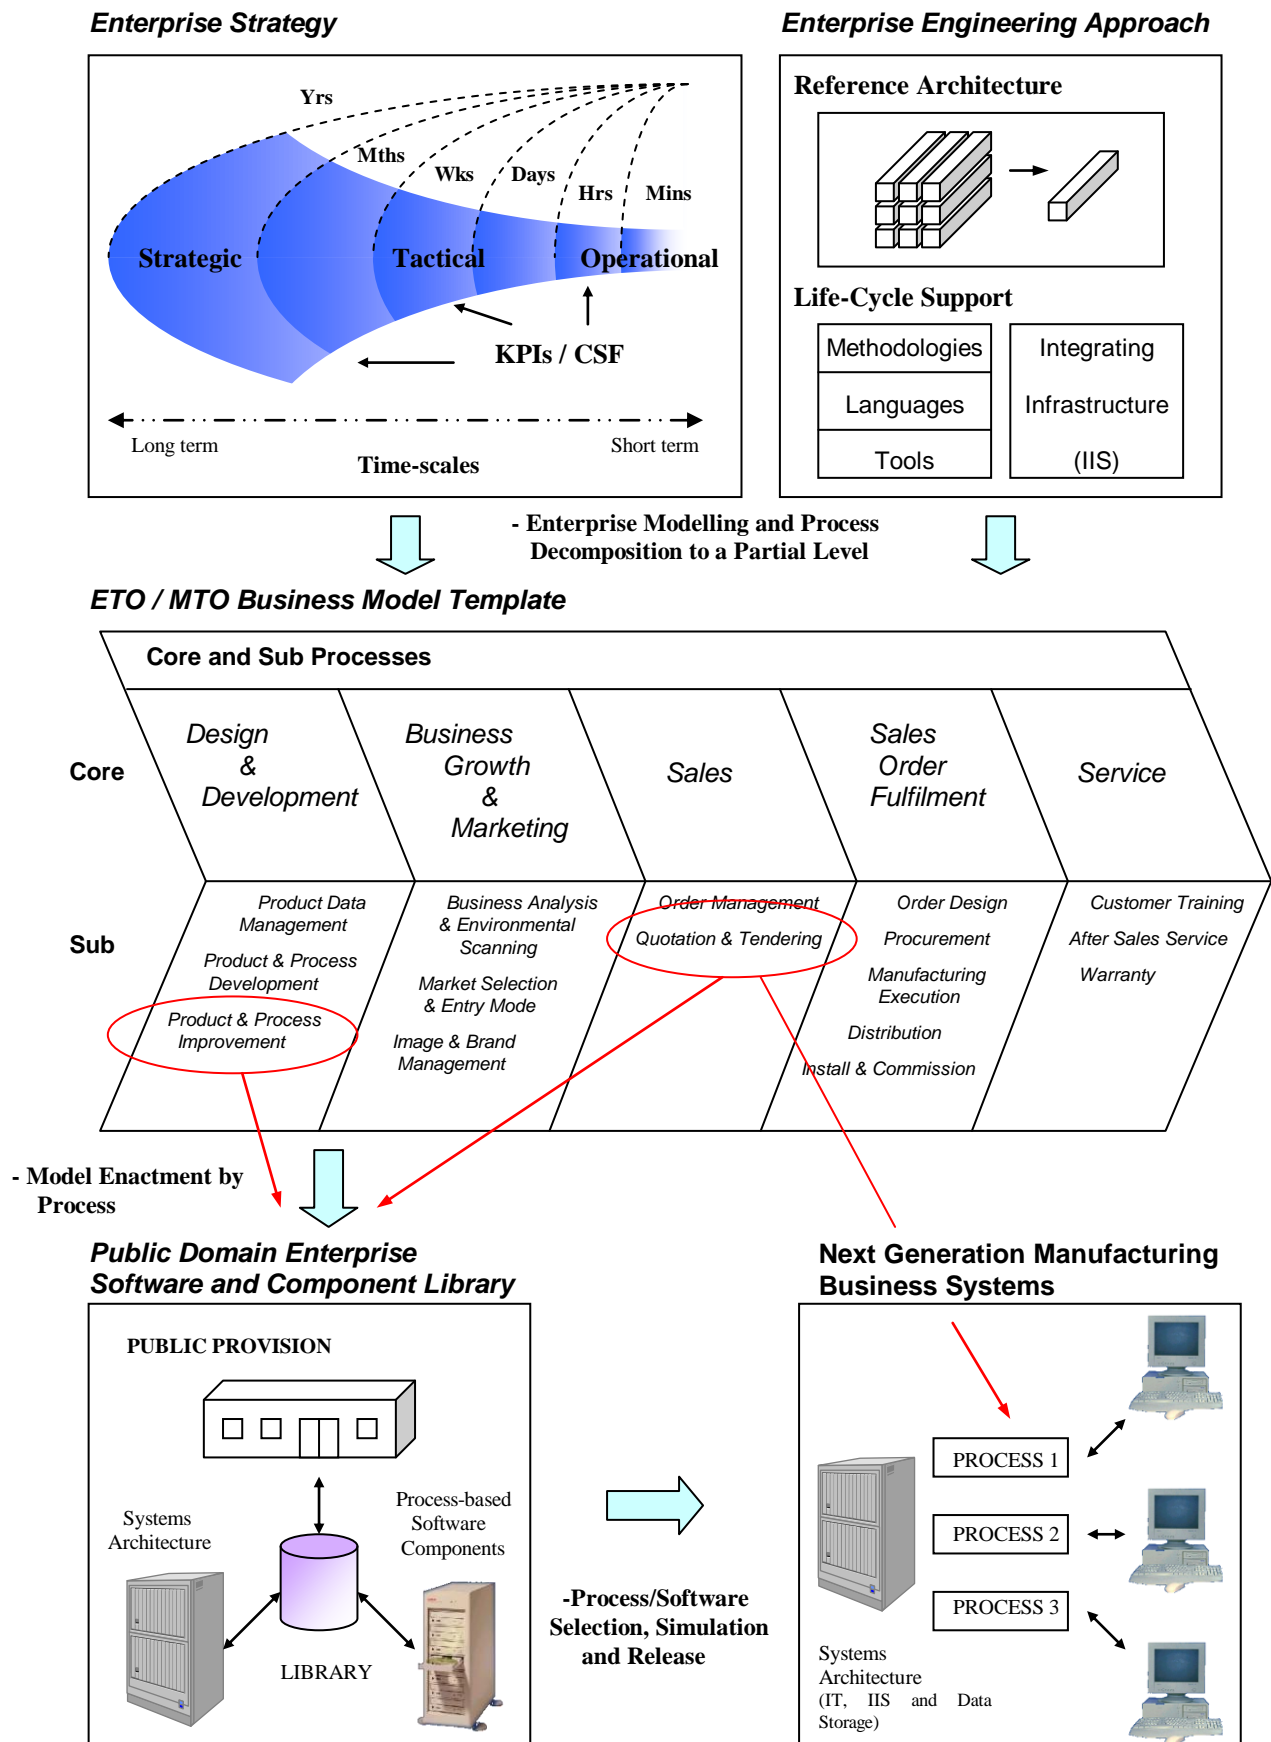 Enterprise Strategy
Yrs
Mths
Wks
Days
Hrs
Mins
Strategic
Tactical
Operational
KPIs / CSF
Long term
Short term
Time-scales
Enterprise Engineering Approach
Reference Architecture
Life-Cycle Support
Methodologies
Languages
Tools
Integrating
Infrastructure
(IIS)
- Enterprise Modelling and Process
Decomposition to a Partial Level
ETO / MTO Business Model Template
Core and Sub Processes
Core
Design
&
Development
Business
Growth
&
Marketing
Sales
Sales
Order
Fulfilment
Service
Sub
Product Data
Management
Product & Process
Development
Product & Process
Improvement
Business Analysis
& Environmental
Scanning
Market Selection
& Entry Mode
Image & Brand
Management
Order Management
Quotation & Tendering
Order Design
Procurement
Manufacturing
Execution
Distribution
Install & Commission
Customer Training
After Sales Service
Warranty
- Model Enactment by
Process
Public Domain Enterprise
Software and Component Library
PUBLIC PROVISION
Systems
Architecture
Process-based
Software
Components
LIBRARY
-Process/Software
Selection, Simulation
and Release
Next Generation Manufacturing
Business Systems
PROCESS 1
PROCESS 2
PROCESS 3
Systems
Architecture
(IT, IIS and Data
Storage)